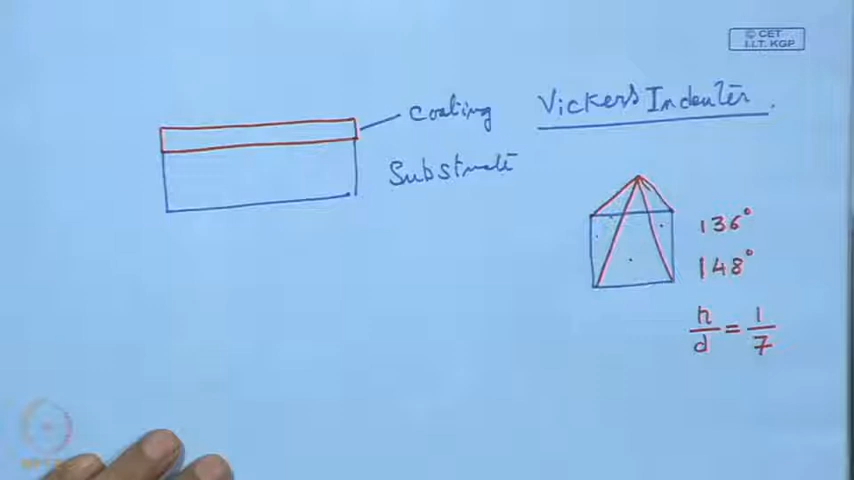 © CET
I.I.T. KGP
Coating
Vickers Indenter.
Substrate
136°
148°
h/d = 1/7